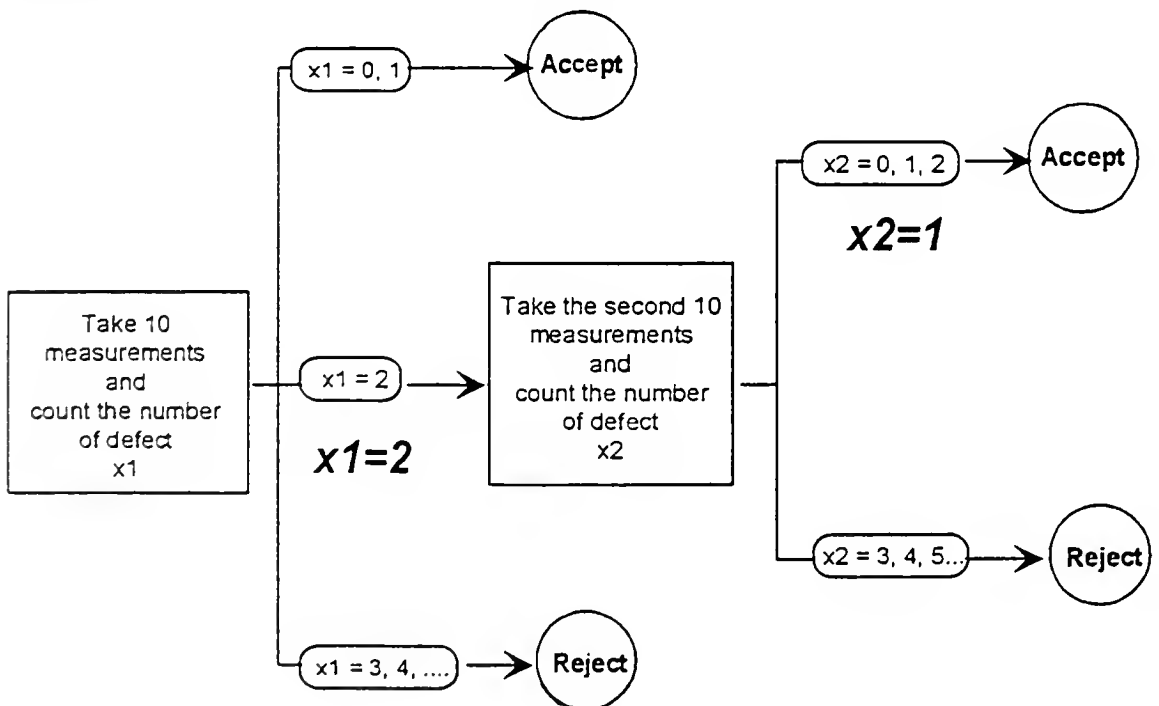 x1 = 0, 1
Accept
x2 = 0, 1, 2
Accept
x2=1
Take 10
measurements
and
count the number
of defect
x1
x1 = 2
x1=2
Take the second 10
measurements
and
count the number
of defect
x2
x2 = 3, 4, 5...
Reject
x1 = 3, 4, ....
Reject